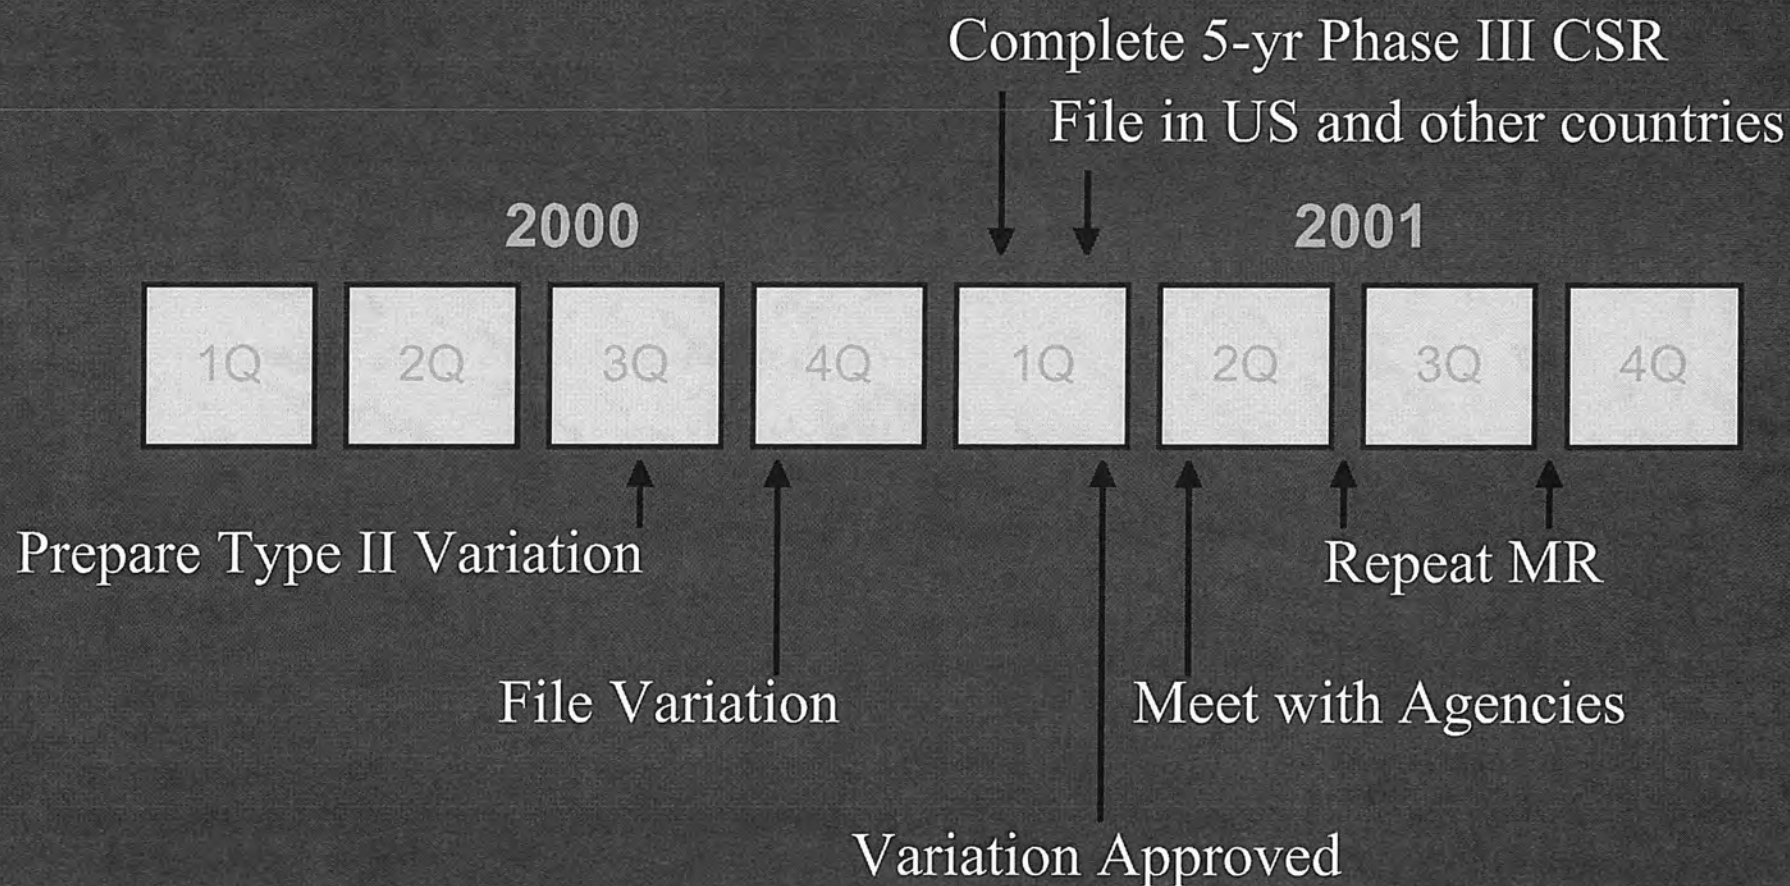 Complete 5-yr Phase III CSR
File in US and other countries
2000
2001
1Q
2Q
3Q
4Q
1Q
2Q
3Q
4Q
Prepare Type II Variation
Repeat MR
File Variation
Meet with Agencies
Variation Approved